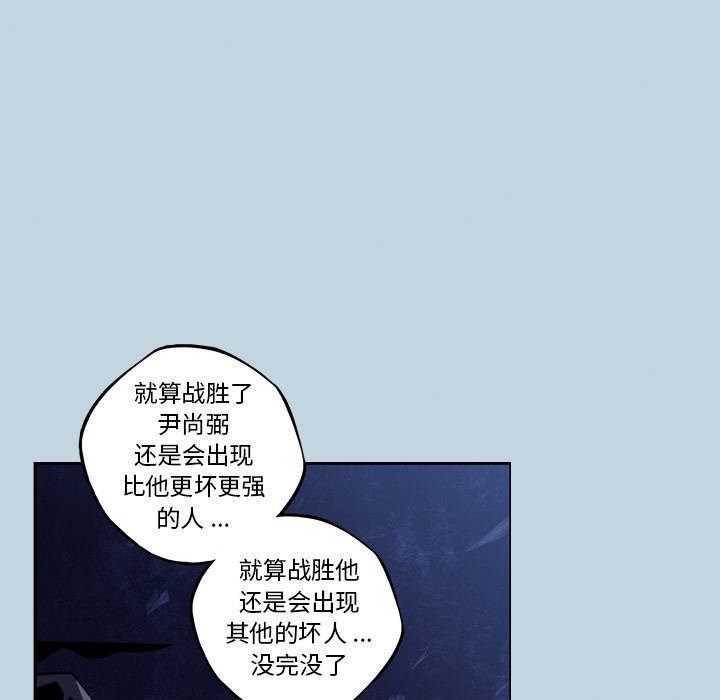 就算战胜了
尹尚弼
还是会出现
比他更坏更强
的人 ...
就算战胜他
还是会出现
其他的坏人 ...
没完没了